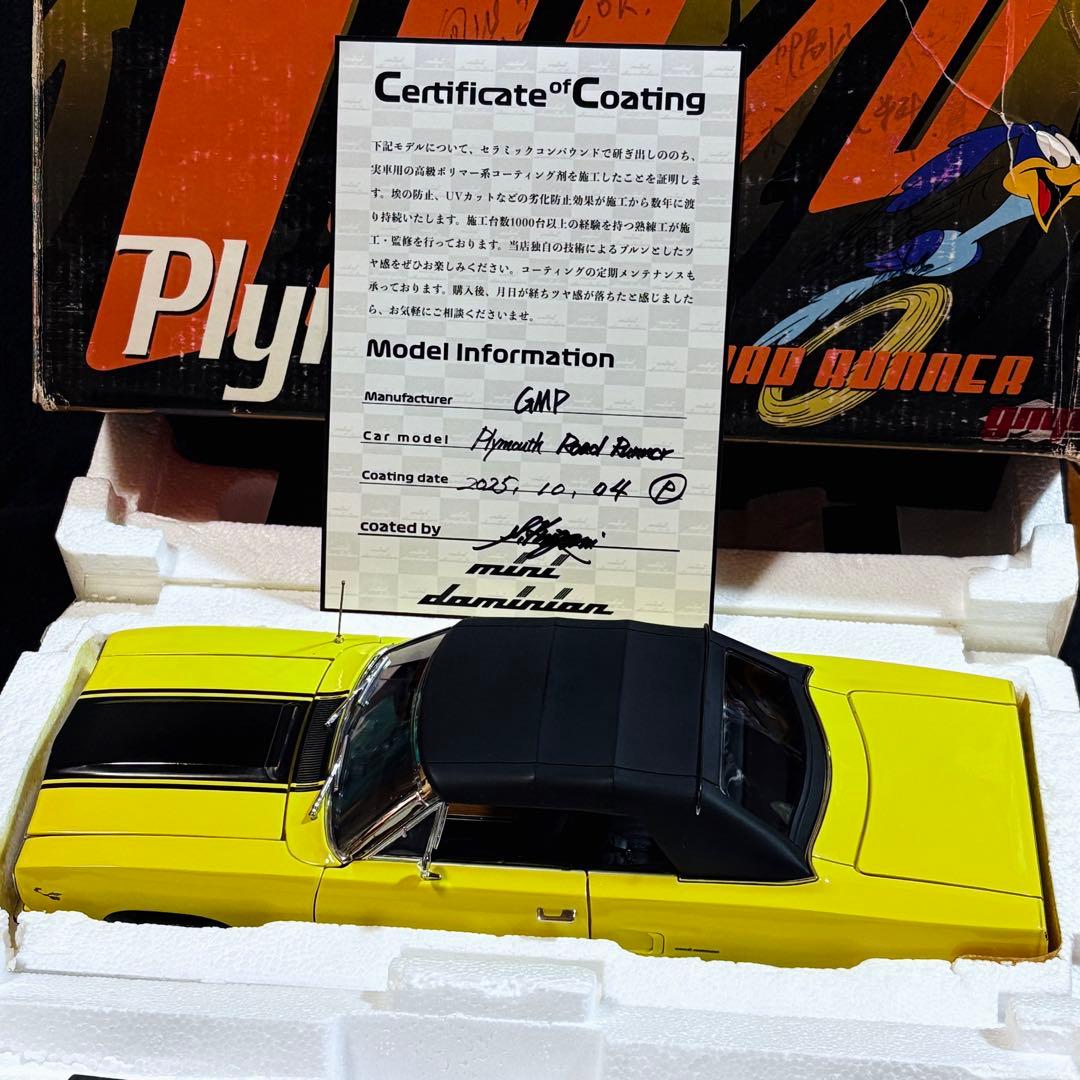 OK.
Certificate of Coating
下記モデルについて、セラミックコンパウンドで研ぎ出しののち、
実車用の高級ポリマー系コーティング剤を施工したことを証明しま
す。埃の防止、UVカットなどの劣化防止効果が施工から数年に渡
り持続いたします。施工台数1000台以上の経験を持つ熟練工が施
工・監修を行っております。当店独自の技術によるプルンとしたツ
ヤ感をぜひお楽しみください。コーティングの定期メンテナンスも
承っております。購入後、月日が経ちツヤ感が落ちたと感じました
ら、お気軽にご相談くださいませ。
Model Information
Manufacturer GMP
Car model Plymouth Road Runner
Coating date 2025, 10, 04 P
coated by
mini
daminian
Ply
OAD RUNNER
gmp